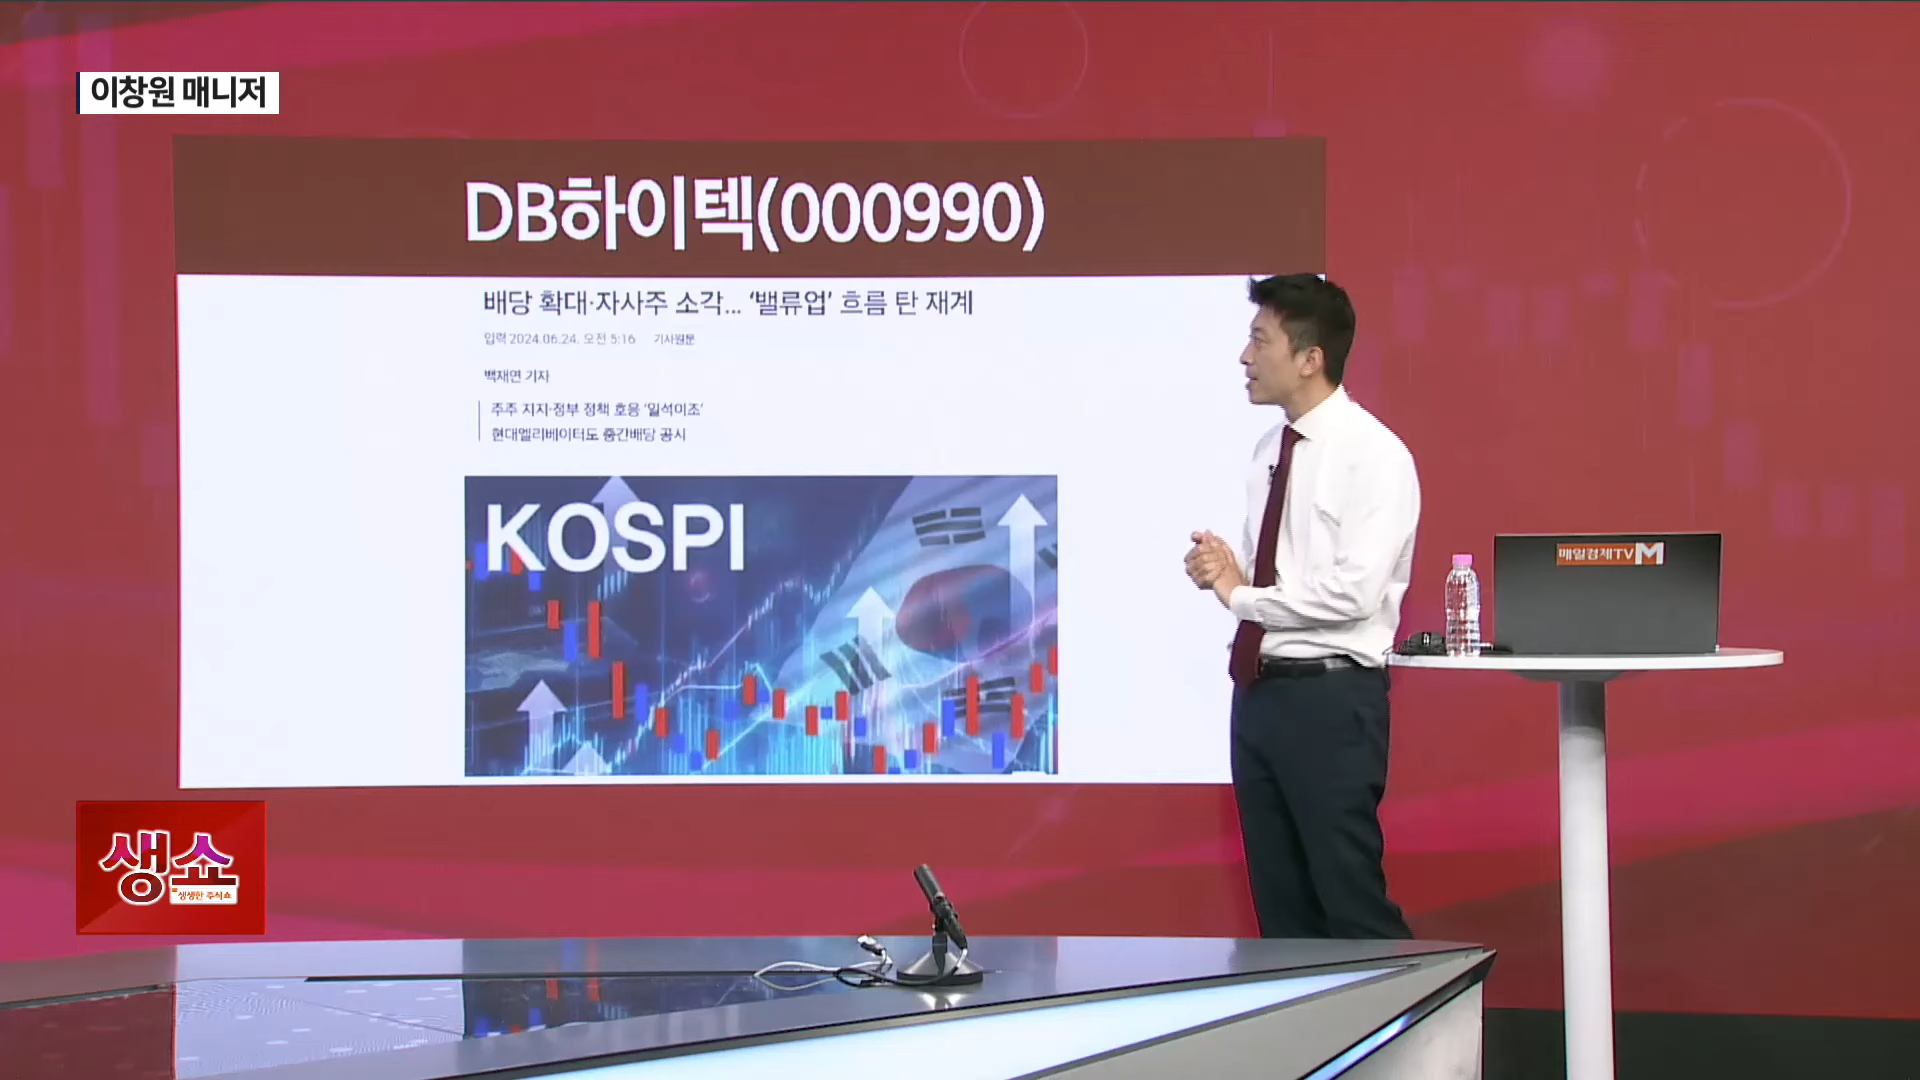 이창원 매니저
DB하이텍(000990)
배당 확대·자사주 소각... ‘밸류업’ 흐름 탄 재계
입력 2024.06.24. 오전 5:16 기사원문
백재연 기자
주주 지지·정부 정책 호응 ‘일석미조’
현대엘리베이터도 중간배당 공시
KOSPI
매일경제TV M
생쇼
생생한 주식쇼